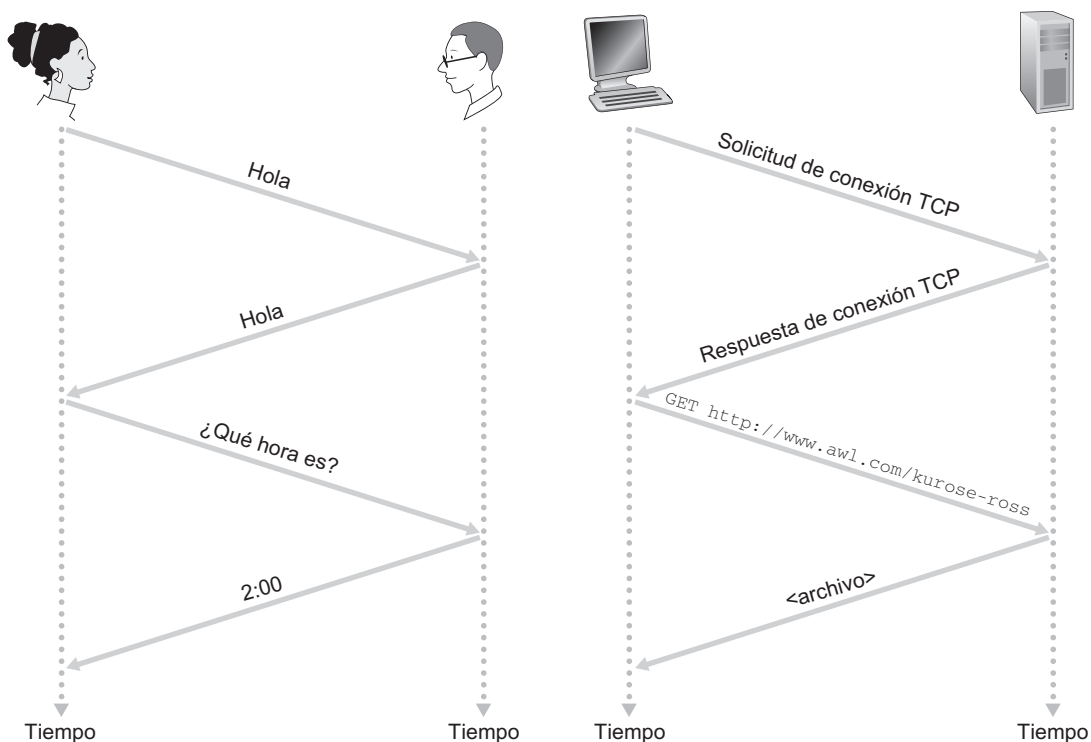 Hola
Hola
¿Qué hora es?
2:00
Tiempo
Tiempo
Solicitud de conexión TCP
Respuesta de conexión TCP
GET http://www.awl.com/kurose-ross
<archivo>
Tiempo
Tiempo